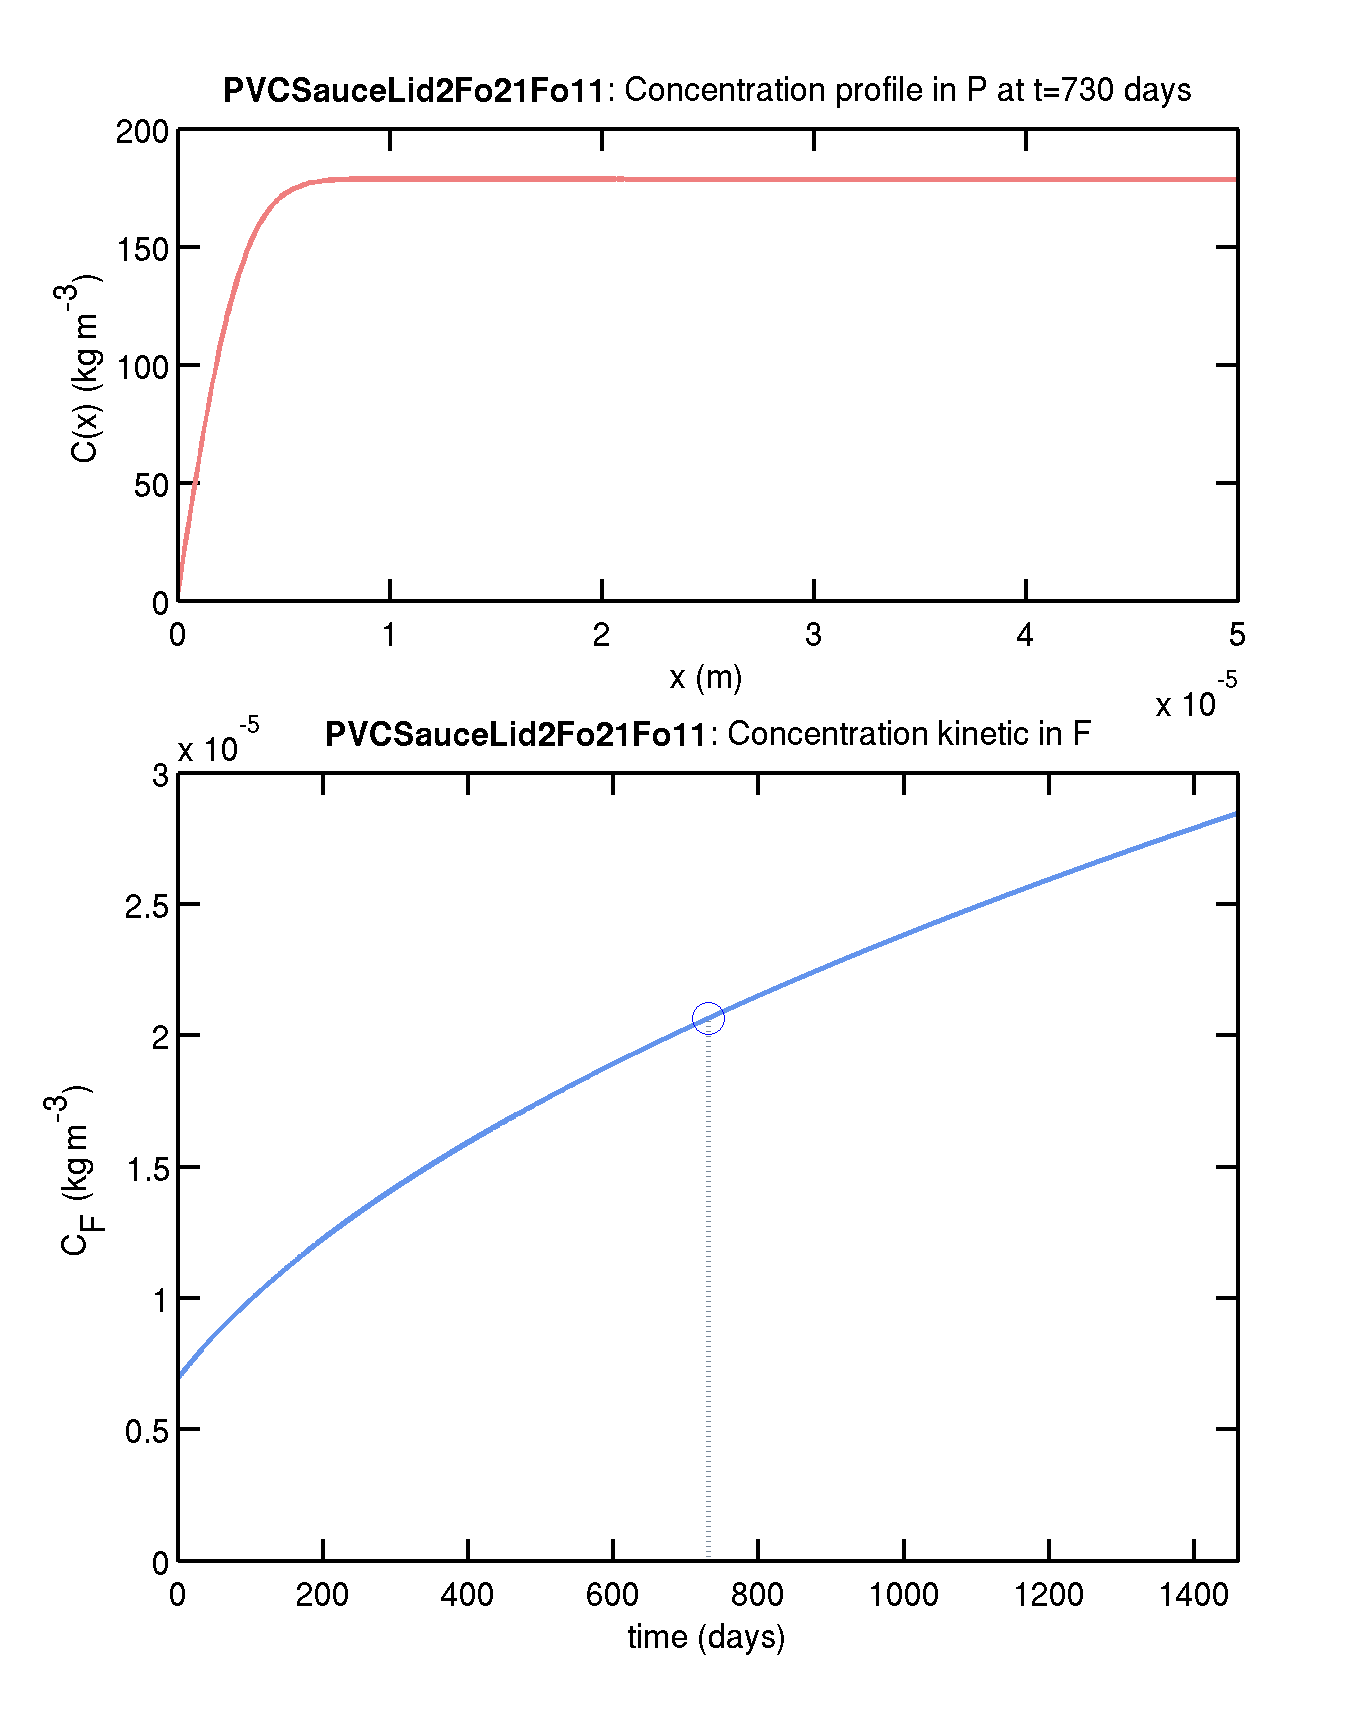 PVCSauceLid2Fo21Fo11: Concentration profile in P at t=730 days
200
150
100
50
0
C(x) (kg m-3)
0 1 2 3 4 5
x (m)
x 10-5
x 10-5
PVCSauceLid2Fo21Fo11: Concentration kinetic in F
3
2.5
2
1.5
1
0.5
0
CF (kg m-3)
0 200 400 600 800 1000 1200 1400
time (days)